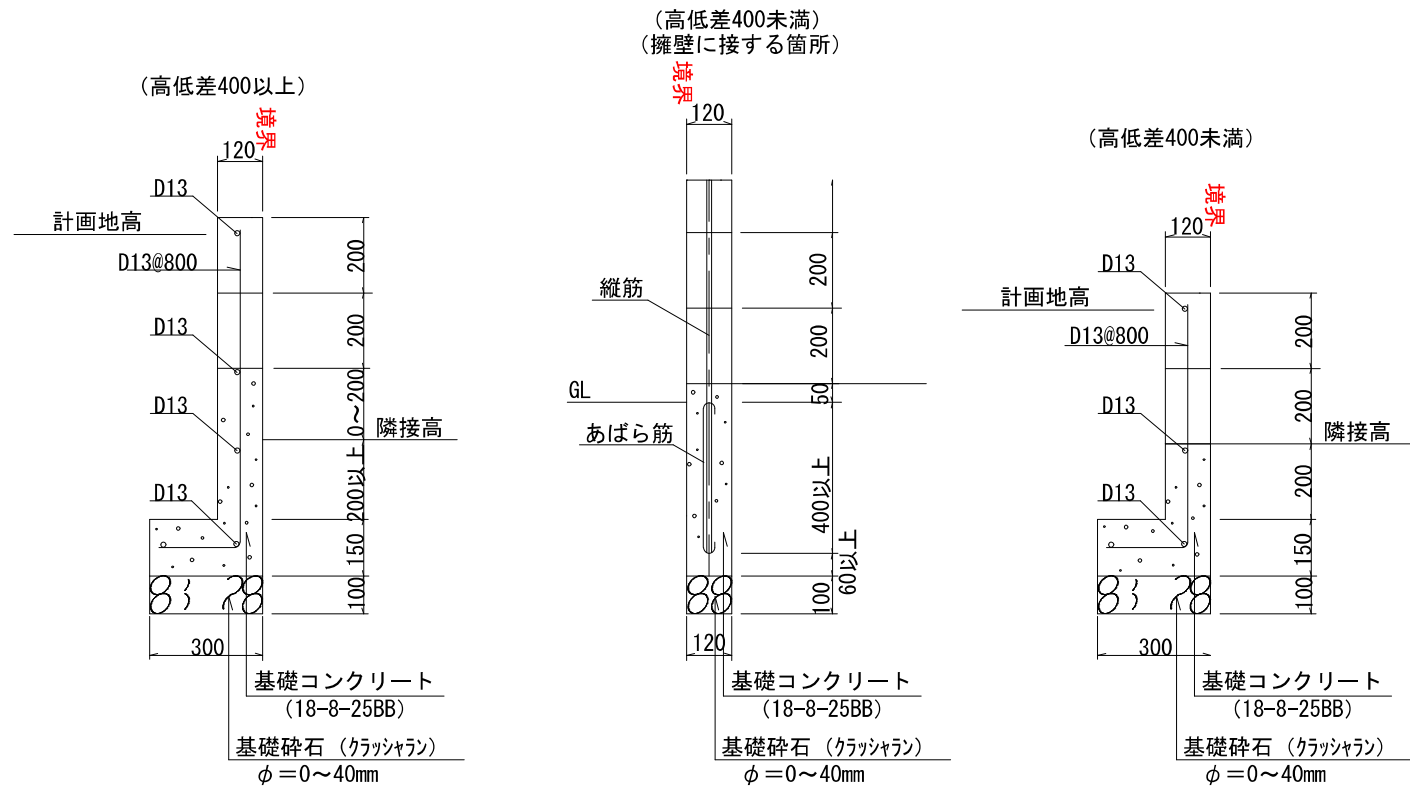 (高低差400以上)
境界
120
D13
計画地高
D13@800
D13
D13
D13
200
200
0~200
200以上
150
100
隣接高
300
基礎コンクリート
(18-8-25BB)
基礎砕石 (クラッシャラン)
φ=0~40mm
(高低差400未満)
(擁壁に接する箇所)
境界
120
縦筋
GL
あばら筋
200
200
50
400以上
60以上
100
120
基礎コンクリート
(18-8-25BB)
基礎砕石 (クラッシャラン)
φ=0~40mm
(高低差400未満)
境界
120
D13
計画地高
D13@800
D13
D13
200
200
200
150
100
隣接高
300
基礎コンクリート
(18-8-25BB)
基礎砕石 (クラッシャラン)
φ=0~40mm